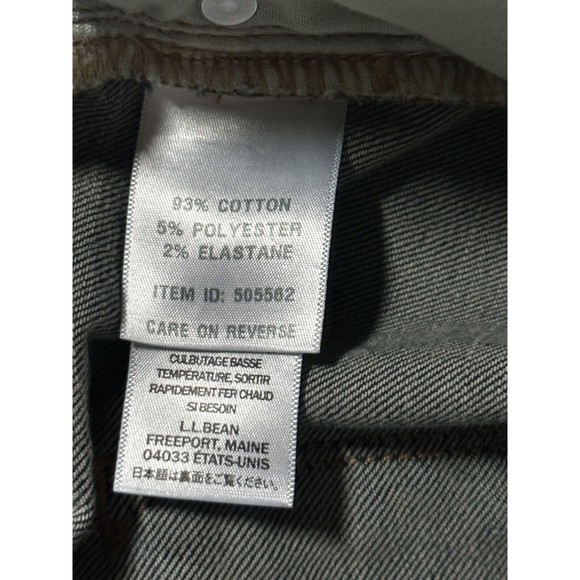 93% COTTON
5% POLYESTER
2% ELASTANE
ITEM ID: 505562
CARE ON REVERSE
CULBUTAGE BASSE
TEMPÉRATURE, SORTIR
RAPIDEMENT FER CHAUD
SI BESOIN
L.L.BEAN
FREEPORT, MAINE
04033 ÉTATS-UNIS
日本語は裏面をご覧ください。